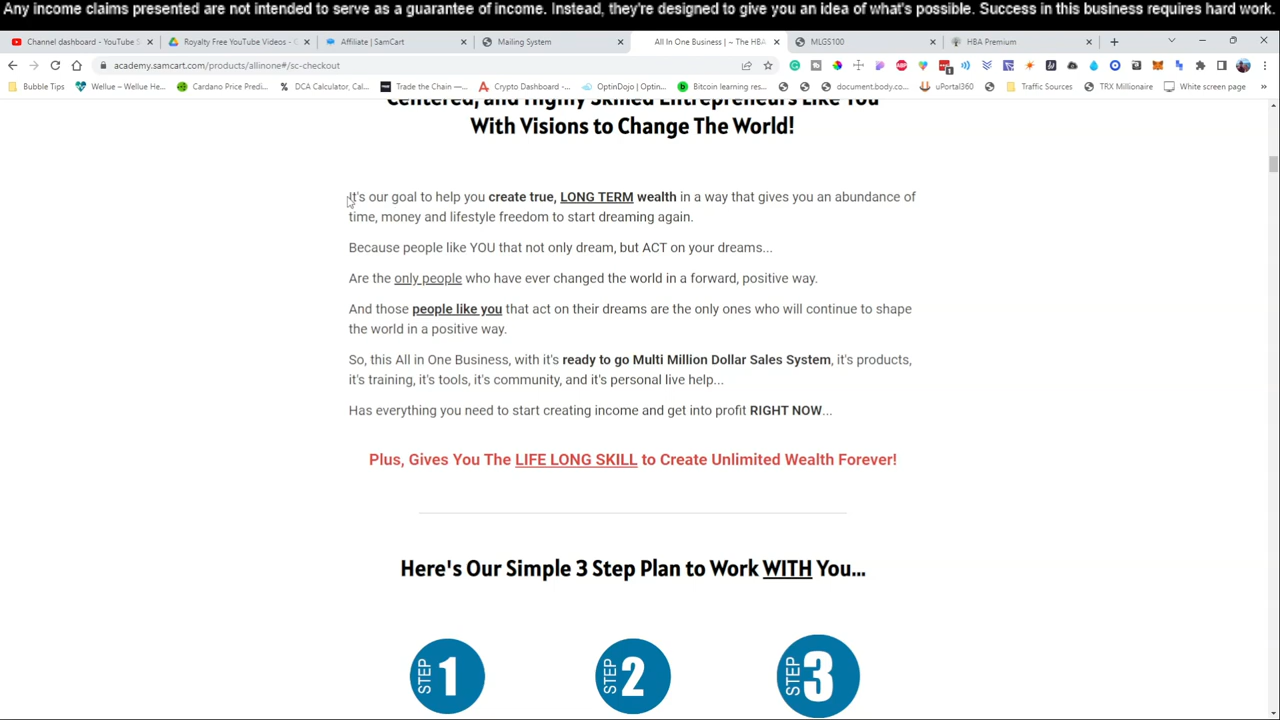 Any income claims presented are not intended to serve as a guarantee of income. Instead, they're designed to give you an idea of what's possible. Success in this business requires hard work.
Channel dashboard - YouTube S
Royalty Free YouTube Videos - G
Affiliate | SamCart
Mailing System
All In One Business | ~ The HBA
MLGS100
HBA Premium
academy.samcart.com/products/allinone#/sc-checkout
Bubble Tips
Wellue – Wellue He...
Cardano Price Predi...
DCA Calculator, Cal...
Trade the Chain —...
Crypto Dashboard -...
OptinDojo | Optin...
Bitcoin learning res...
document.body.co...
uPortal360
Traffic Sources
TRX Millionaire
White screen page
»
Centered, and Highly Skilled Entrepreneurs Like You
With Visions to Change The World!
It's our goal to help you create true, LONG TERM wealth in a way that gives you an abundance of
time, money and lifestyle freedom to start dreaming again.
Because people like YOU that not only dream, but ACT on your dreams...
Are the only people who have ever changed the world in a forward, positive way.
And those people like you that act on their dreams are the only ones who will continue to shape
the world in a positive way.
So, this All in One Business, with it's ready to go Multi Million Dollar Sales System, it's products,
it's training, it's tools, it's community, and it's personal live help...
Has everything you need to start creating income and get into profit RIGHT NOW...
Plus, Gives You The LIFE LONG SKILL to Create Unlimited Wealth Forever!
Here's Our Simple 3 Step Plan to Work WITH You...
STEP 1
STEP 2
STEP 3